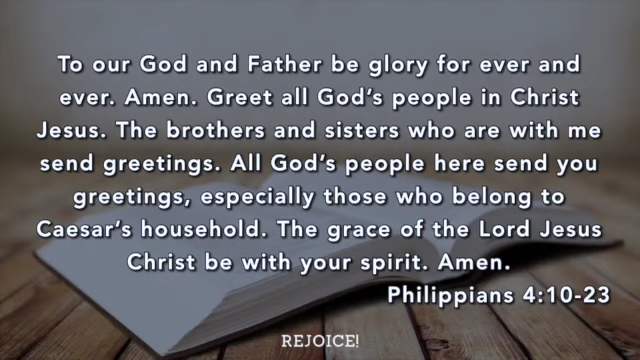 To our God and Father be glory for ever and
ever. Amen. Greet all God's people in Christ
Jesus. The brothers and sisters who are with me
send greetings. All God's people here send you
greetings, especially those who belong to
Caesar's household. The grace of the Lord Jesus
Christ be with your spirit. Amen.
Philippians 4:10-23
REJOICE!